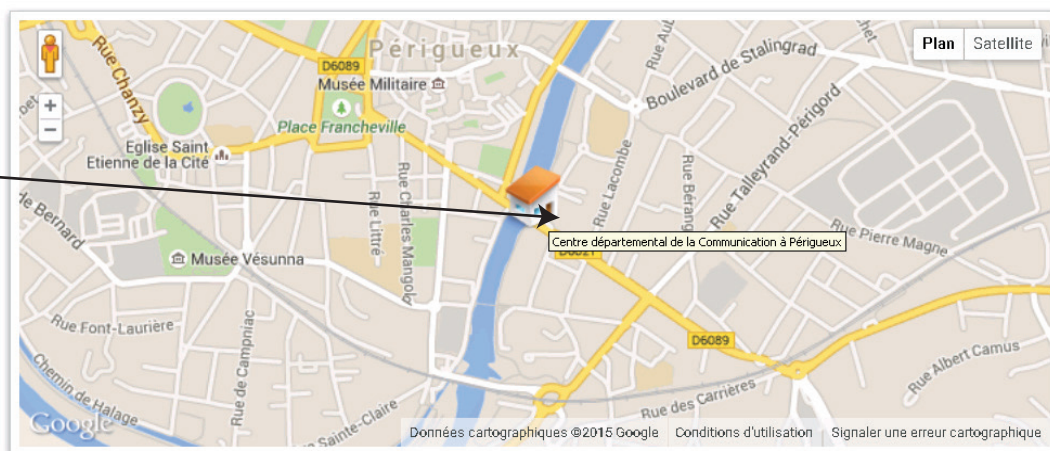 Périgueux
Plan
Satellite
Rue Chanzy
D6089
Musée Militaire
Boulevard de Stalingrad
Place Francheville
Eglise Saint
Etienne de la Cité
Rue Charles Mangold
Rue Littré
Rue Lacombe
Rue Talleyrand-Périgord
Rue Pierre Magne
Centre départemental de la Communication à Périgueux
Musée Vésunna
Rue Font-Laurière
Rue de Campniac
D6089
Rue Albert Camus
Chemin de Halage
Rue des Carrières
Sainte-Claire
Google
Données cartographiques ©2015 Google
Conditions d'utilisation
Signaler une erreur cartographique